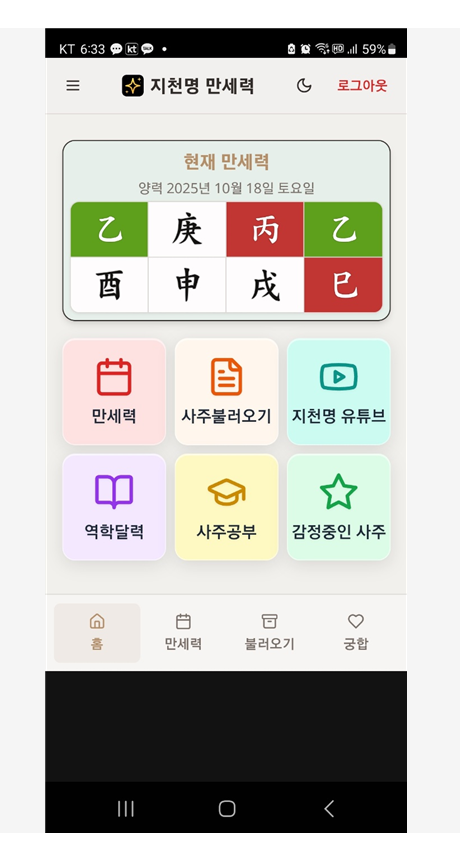 KT 6:33 kt TALK 59%
지천명 만세력 로그아웃
현재 만세력
양력 2025년 10월 18일 토요일
乙 庚 丙 乙
酉 申 戌 巳
만세력 사주불러오기 지천명 유튜브
역학달력 사주공부 감정중인 사주
홈 만세력 불러오기 궁합